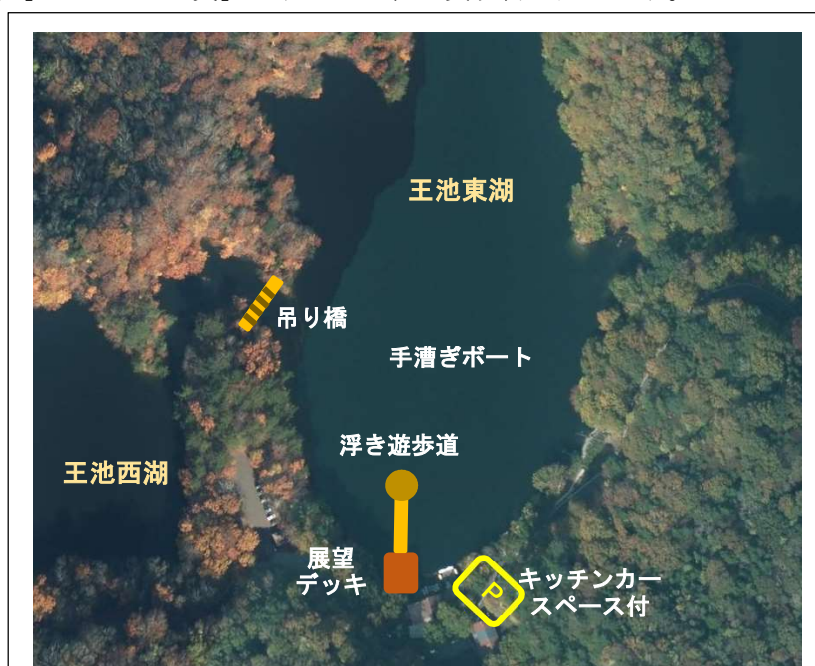 王池東湖
吊り橋
手漕ぎボート
浮き遊歩道
王池西湖
展望
デッキ
P
キッチンカー
スペース付